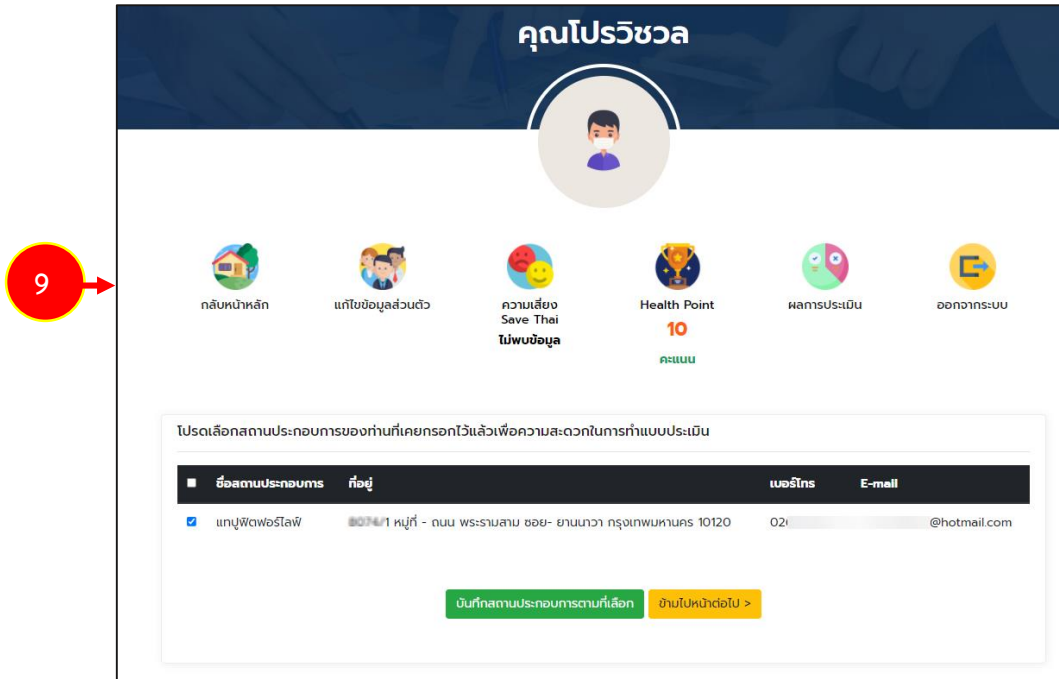 คุณโปรวิชวล
9
กลับหน้าหลัก
แก้ไขข้อมูลส่วนตัว
ความเสี่ยง
Save Thai
ไม่พบข้อมูล
Health Point
10
คะแนน
ผลการประเมิน
ออกจากระบบ
โปรดเลือกสถานประกอบการของท่านที่เคยกรอกไว้แล้วเพื่อความสะดวกในการทำแบบประเมิน
ชื่อสถานประกอบการ ที่อยู่ เบอร์โทร E-mail
แทปูฟิตฟอร์ไลฟ์ /1 หมู่ที่ - ถนน พระรามสาม ซอย- ยานนาวา กรุงเทพมหานคร 10120 02 @hotmail.com
บันทึกสถานประกอบการตามที่เลือก ข้ามไปหน้าต่อไป >